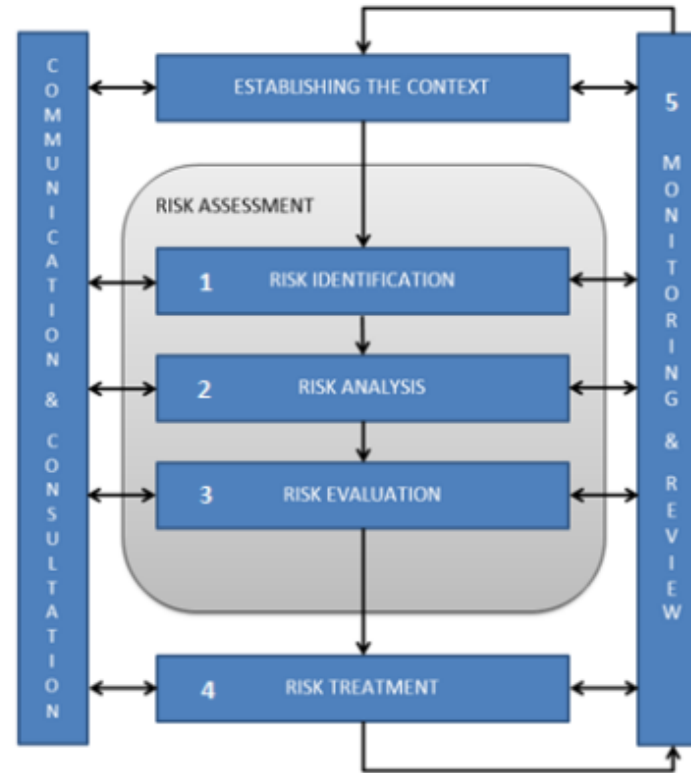 COMMUNICATION & CONSULTATION
ESTABLISHING THE CONTEXT
RISK ASSESSMENT
1 RISK IDENTIFICATION
2 RISK ANALYSIS
3 RISK EVALUATION
4 RISK TREATMENT
5 MONITORING & REVIEW